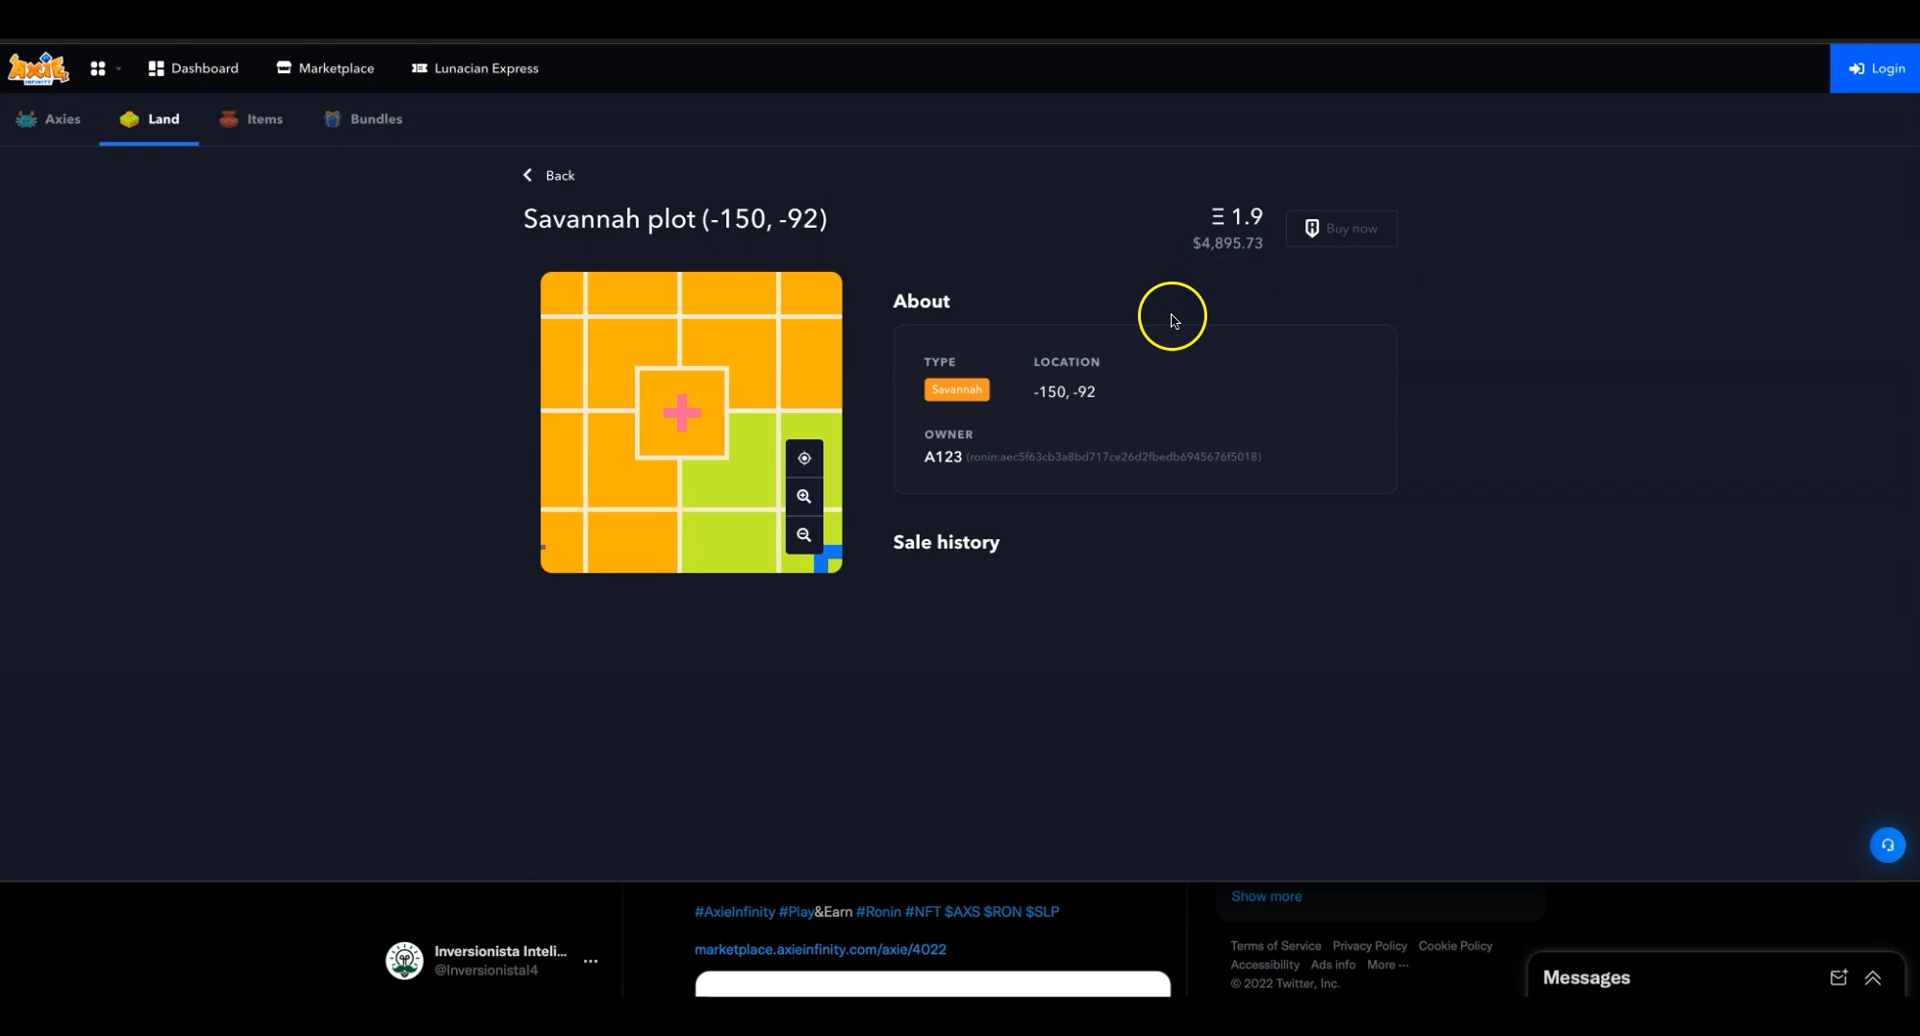 AXIE
INFINITY
Dashboard
Marketplace
Lunacian Express
Login
Axies
Land
Items
Bundles
Back
Savannah plot (-150, -92)
Ξ 1.9
$4,895.73
Buy now
About
TYPE
LOCATION
Savannah
-150, -92
OWNER
A123 (ronin:aec5f63cb3a8bd717ce26d2fbedb6945676f5018)
Sale history
Show more
#AxieInfinity #Play&Earn #Ronin #NFT $AXS $RON $SLP
marketplace.axieinfinity.com/axie/4022
Inversionista Inteli...
@Inversionistal4
Terms of Service Privacy Policy Cookie Policy
Accessibility Ads info More ...
© 2022 Twitter, Inc.
Messages